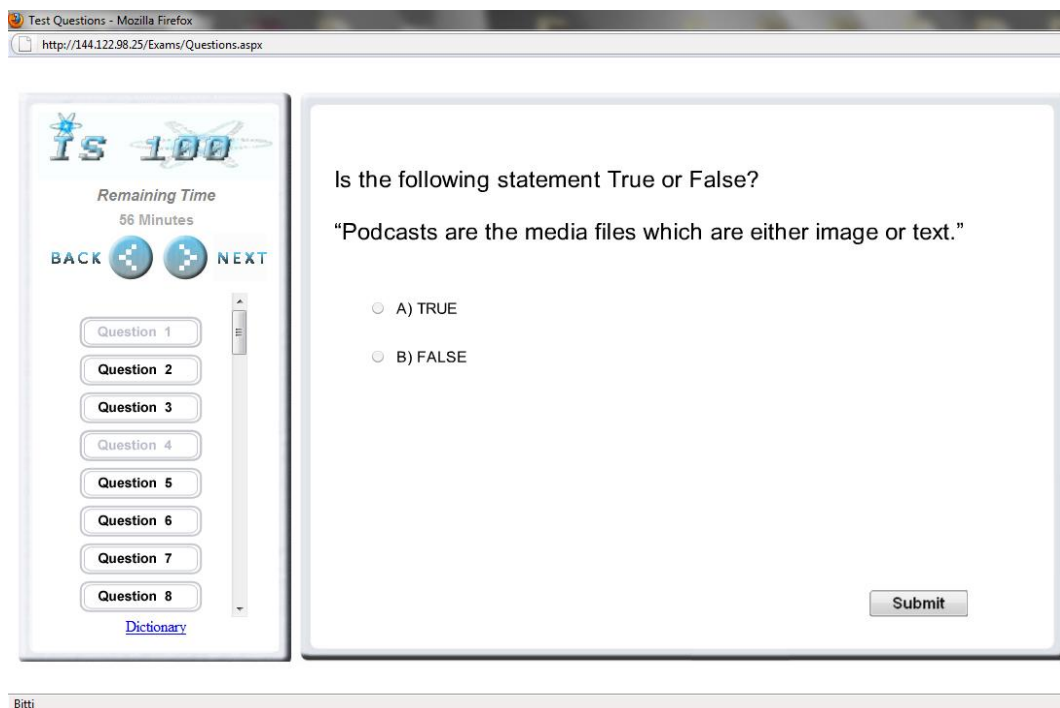 Test Questions - Mozilla Firefox
http://144.122.98.25/Exams/Questions.aspx
IS 100
Remaining Time
56 Minutes
BACK NEXT
Question 1
Question 2
Question 3
Question 4
Question 5
Question 6
Question 7
Question 8
Dictionary
Is the following statement True or False?
“Podcasts are the media files which are either image or text.”
A) TRUE
B) FALSE
Submit
Bitti